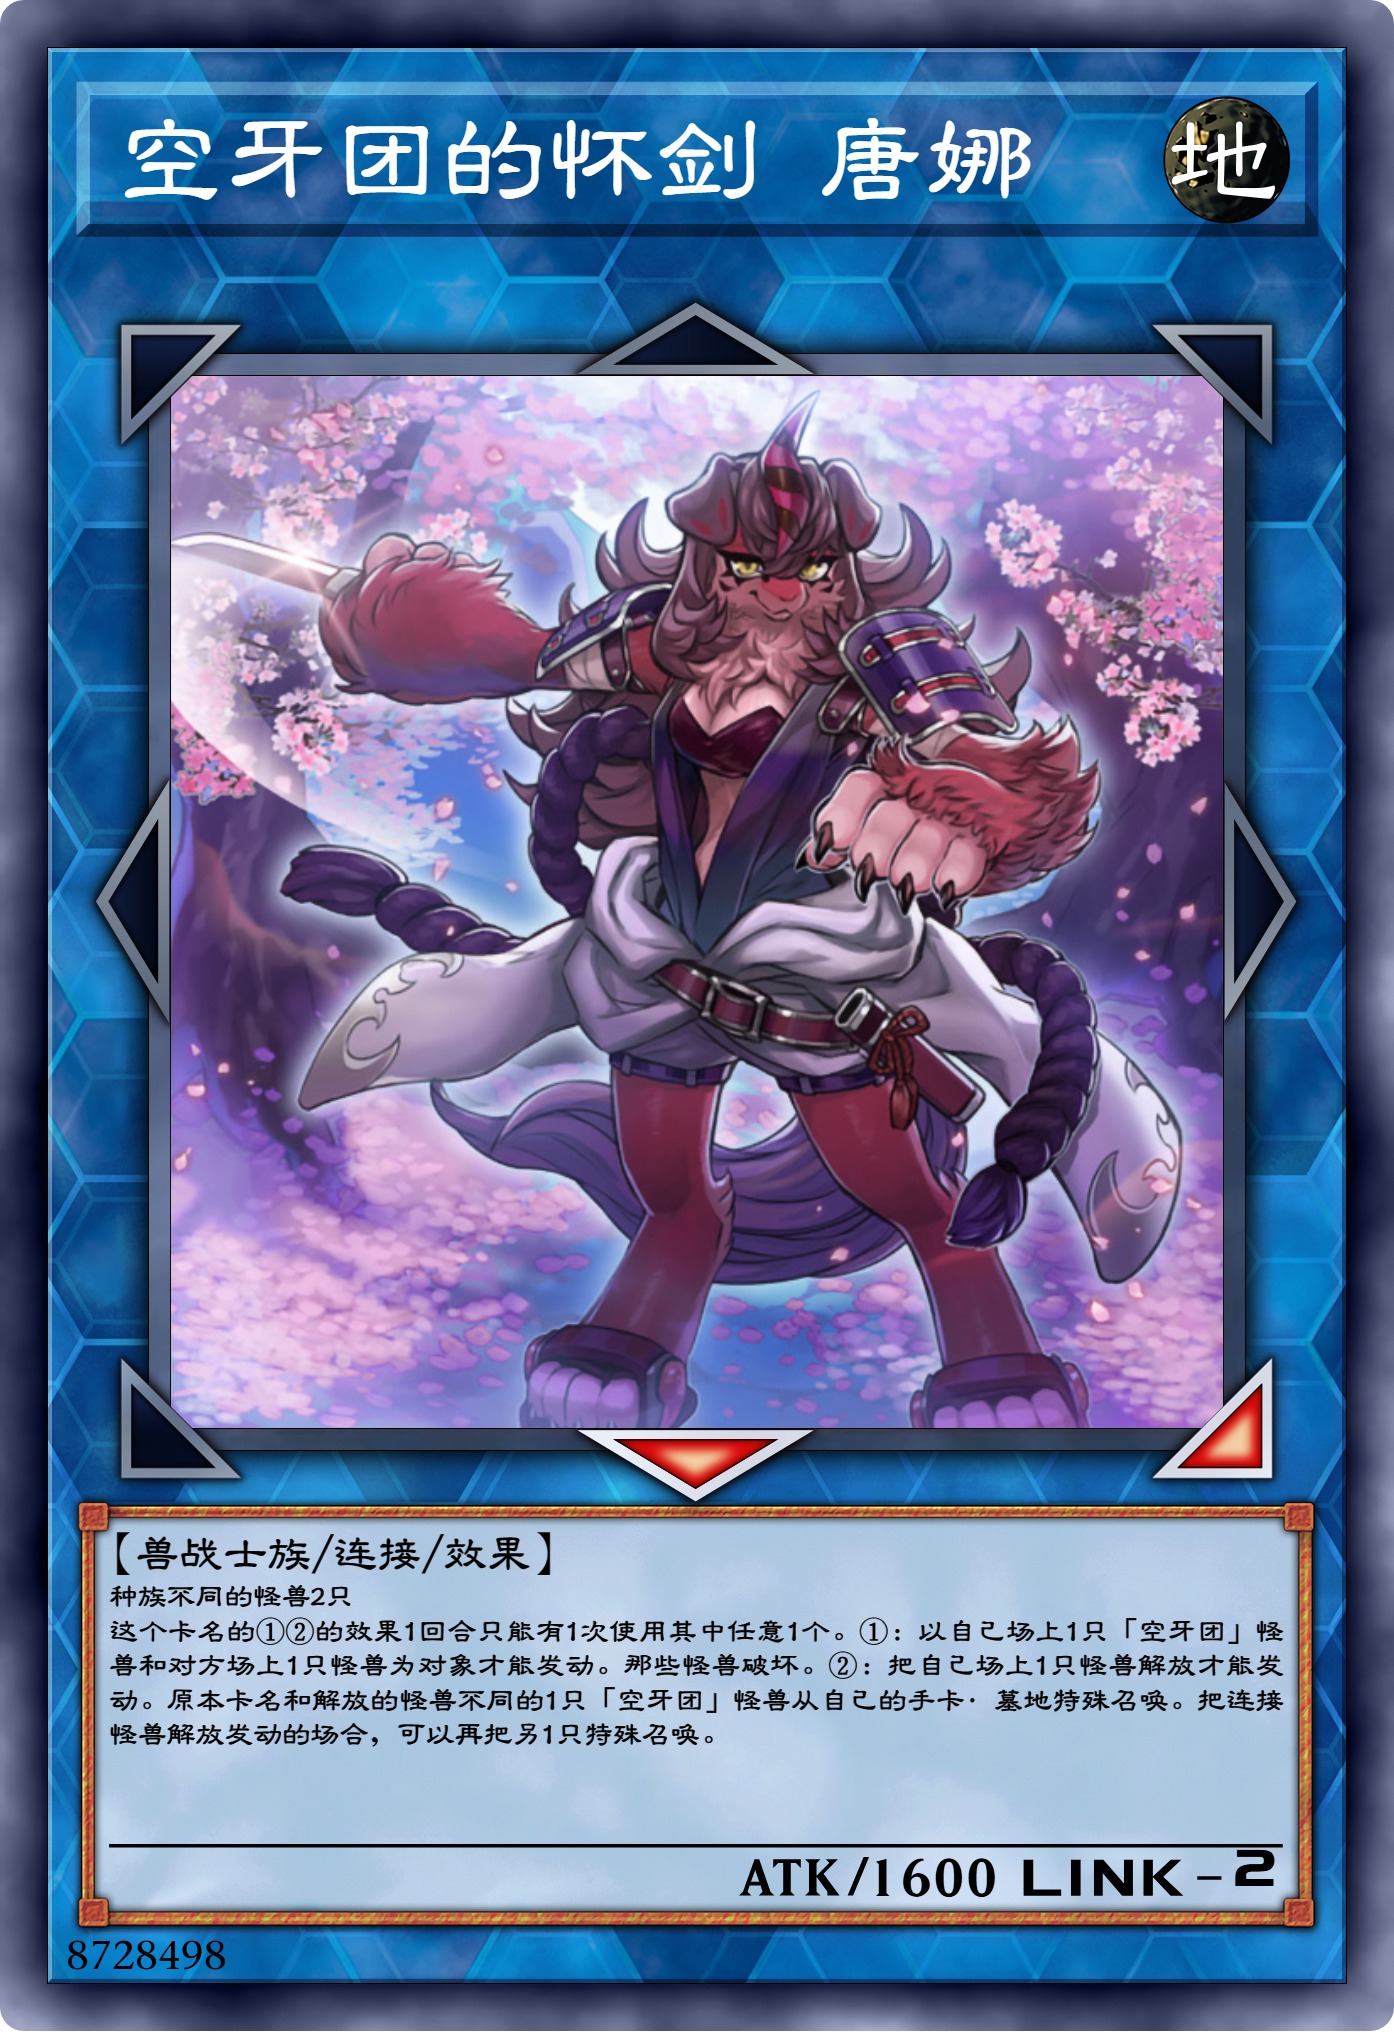 空牙团的怀剑 唐娜
地
【兽战士族/连接/效果】
种族不同的怪兽2只
这个卡名的①②的效果1回合只能有1次使用其中任意1个。①：以自己场上1只「空牙团」怪
兽和对方场上1只怪兽为对象才能发动。那些怪兽破坏。②：把自己场上1只怪兽解放才能发
动。原本卡名和解放的怪兽不同的1只「空牙团」怪兽从自己的手卡·墓地特殊召唤。把连接
怪兽解放发动的场合，可以再把另1只特殊召唤。
ATK/1600 LINK-2
8728498